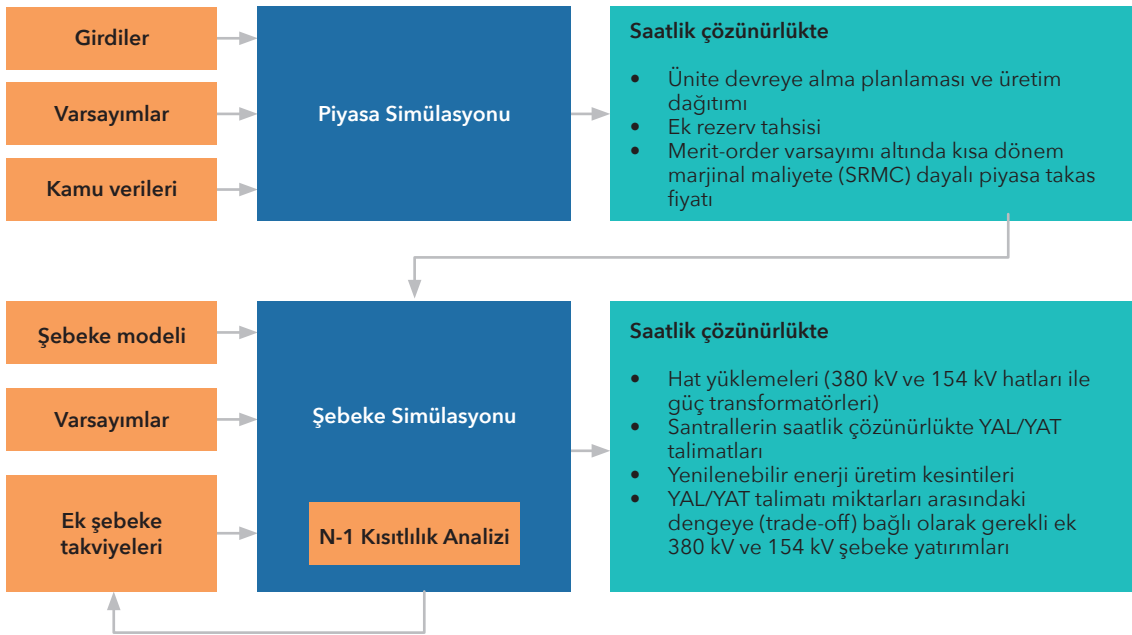 Girdiler
Varsayımlar
Kamu verileri
Piyasa Simülasyonu
Saatlik çözünürlükte
• Ünite devreye alma planlaması ve üretim
dağıtımı
• Ek rezerv tahsisi
• Merit-order varsayımı altında kısa dönem
marjinal maliyete (SRMC) dayalı piyasa takas
fiyatı
Şebeke modeli
Varsayımlar
Ek şebeke
takviyeleri
Şebeke Simülasyonu
N-1 Kısıtlılık Analizi
Saatlik çözünürlükte
• Hat yüklemeleri (380 kV ve 154 kV hatları ile
güç transformatörleri)
• Santrallerin saatlik çözünürlükte YAL/YAT
talimatları
• Yenilenebilir enerji üretim kesintileri
• YAL/YAT talimatı miktarları arasındaki
dengeye (trade-off) bağlı olarak gerekli ek
380 kV ve 154 kV şebeke yatırımları